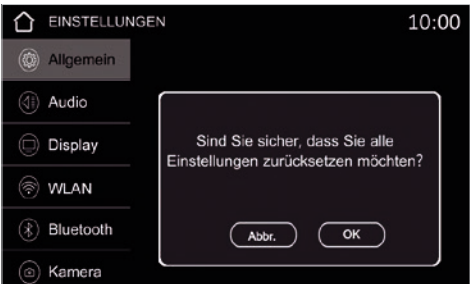 EINSTELLUNGEN 10:00
Allgemein
Audio
Display
WLAN
Bluetooth
Kamera
Sind Sie sicher, dass Sie alle
Einstellungen zurücksetzen möchten?
Abbr. OK